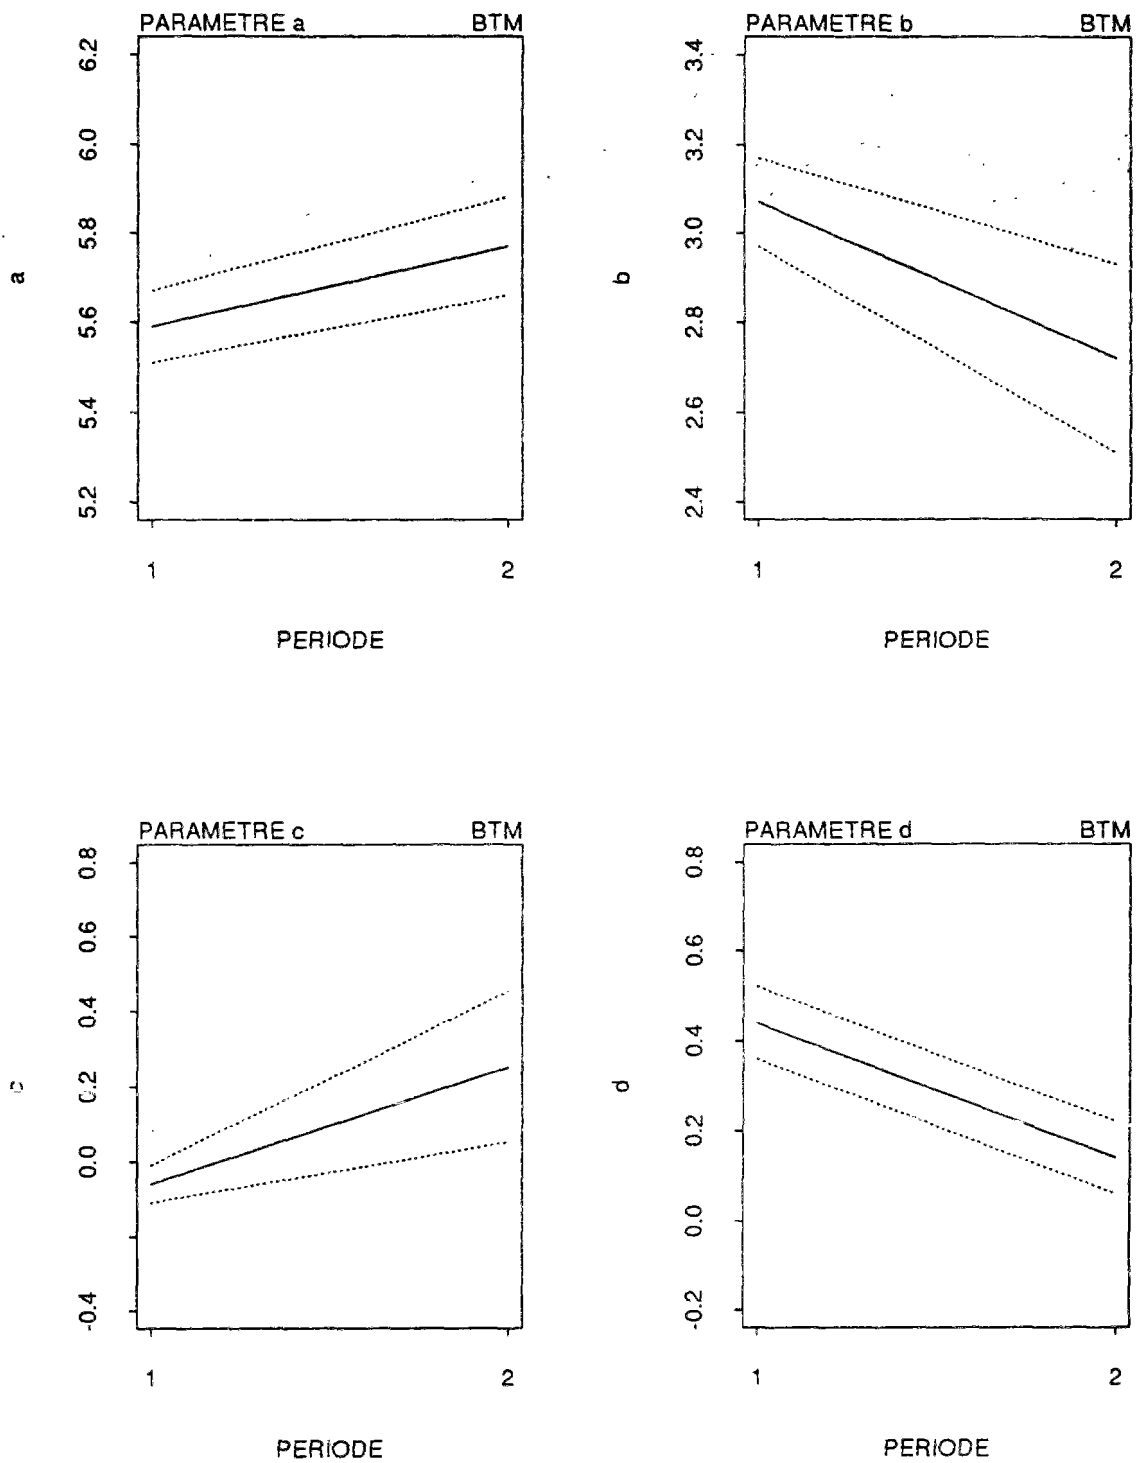 PARAMETRE a BTM
6.2
6.0
5.8
5.6
5.4
5.2
a
1 2
PERIODE
PARAMETRE b BTM
3.4
3.2
3.0
2.8
2.6
2.4
b
1 2
PERIODE
PARAMETRE c BTM
0.8
0.6
0.4
0.2
0.0
-0.4
c
1 2
PERIODE
PARAMETRE d BTM
0.8
0.6
0.4
0.2
0.0
-0.2
d
1 2
PERIODE